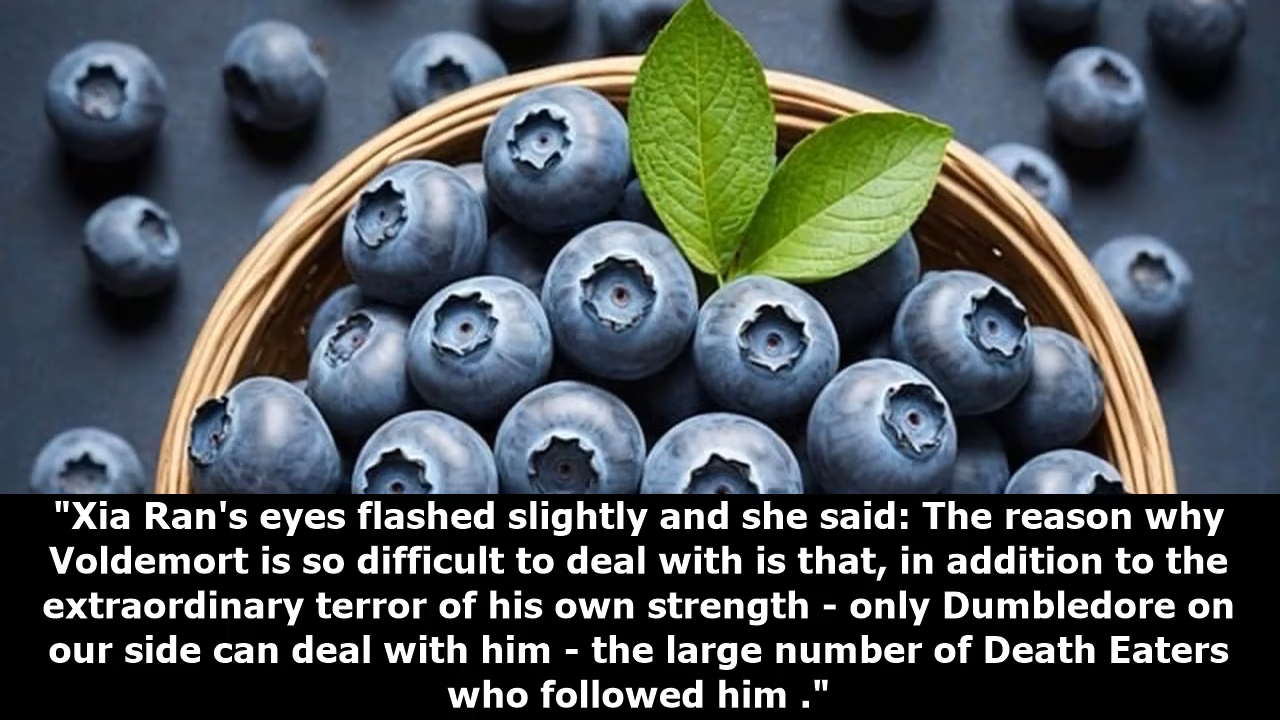 "Xia Ran's eyes flashed slightly and she said: The reason why
Voldemort is so difficult to deal with is that, in addition to the
extraordinary terror of his own strength - only Dumbledore on
our side can deal with him - the large number of Death Eaters
who followed him ."